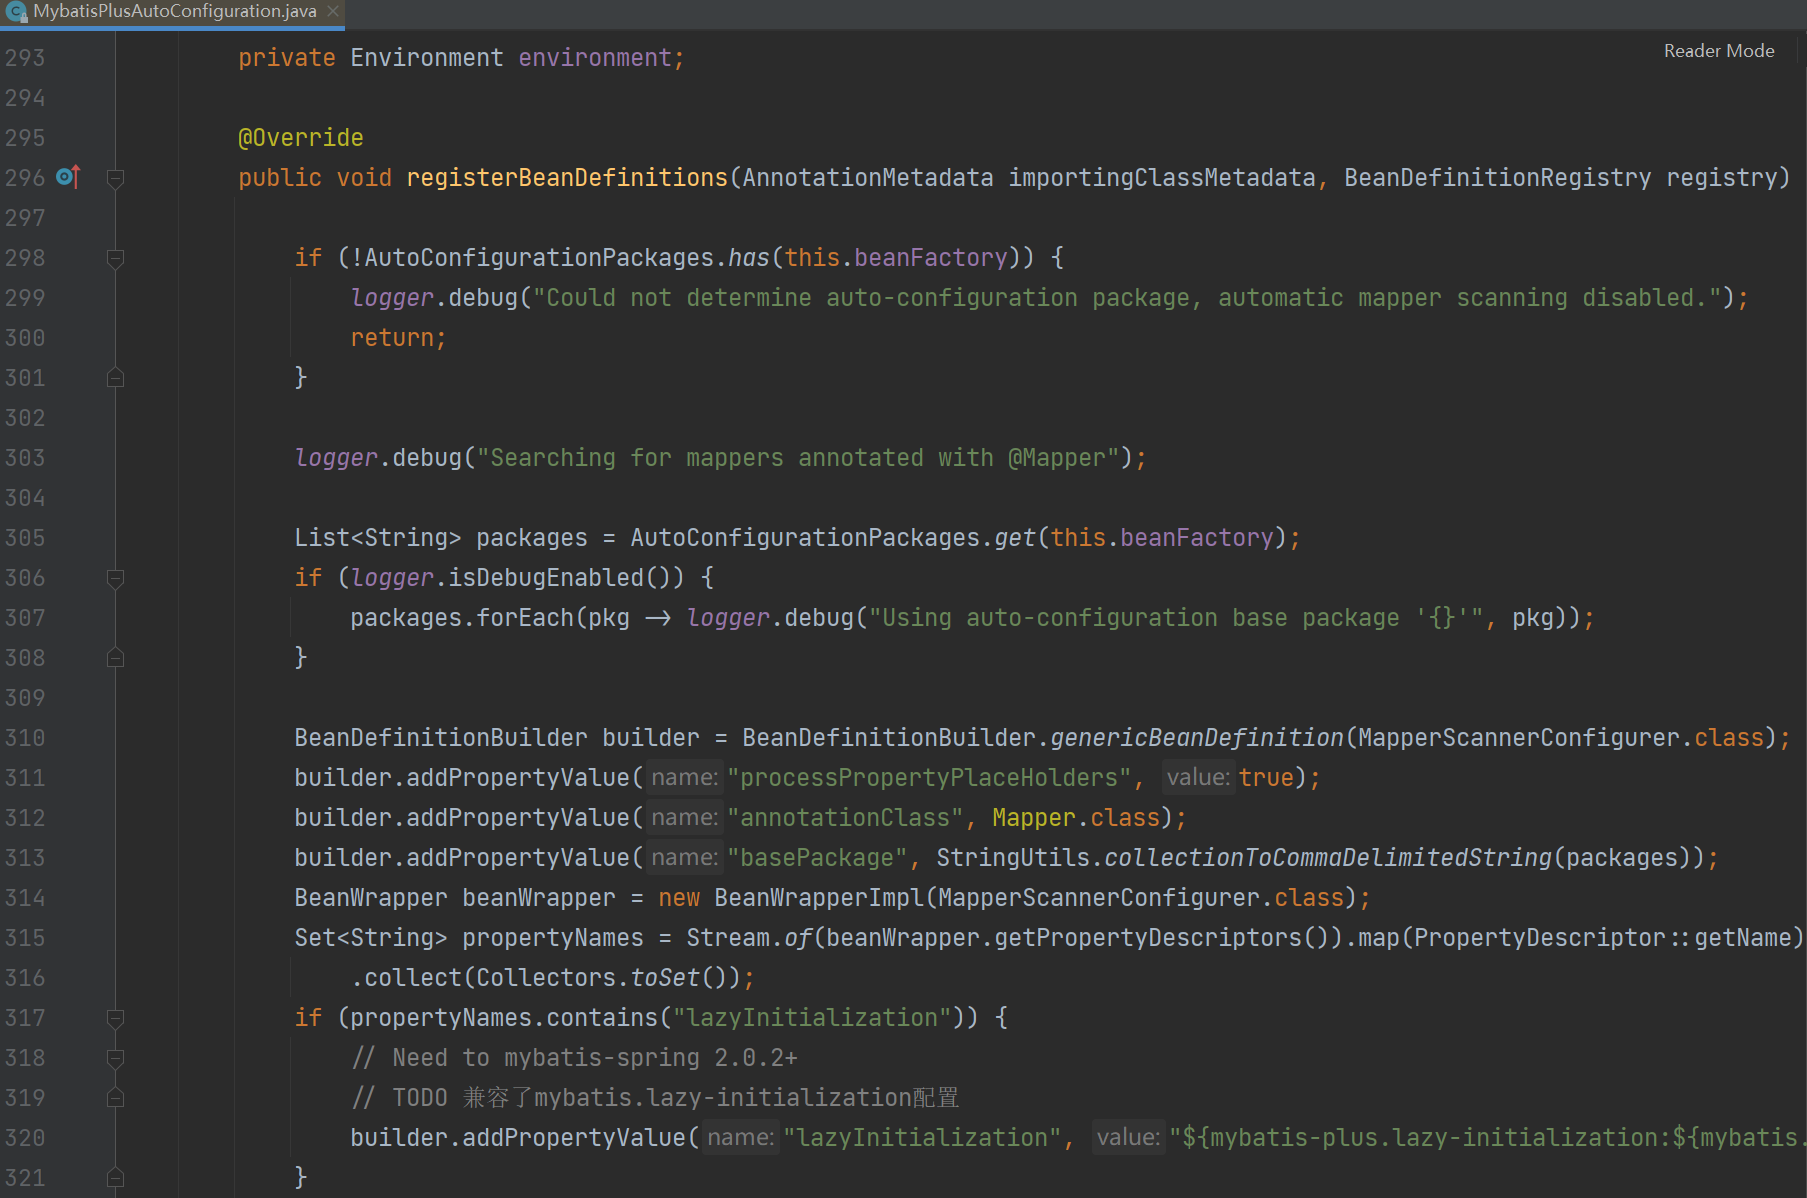 MybatisPlusAutoConfiguration.java
Reader Mode
293 private Environment environment;
294
295 @Override
296 public void registerBeanDefinitions(AnnotationMetadata importingClassMetadata, BeanDefinitionRegistry registry)
297
298 if (!AutoConfigurationPackages.has(this.beanFactory)) {
299 logger.debug("Could not determine auto-configuration package, automatic mapper scanning disabled.");
300 return;
301 }
302
303 logger.debug("Searching for mappers annotated with @Mapper");
304
305 List<String> packages = AutoConfigurationPackages.get(this.beanFactory);
306 if (logger.isDebugEnabled()) {
307 packages.forEach(pkg -> logger.debug("Using auto-configuration base package '{}'", pkg));
308 }
309
310 BeanDefinitionBuilder builder = BeanDefinitionBuilder.genericBeanDefinition(MapperScannerConfigurer.class);
311 builder.addPropertyValue( name: "processPropertyPlaceHolders", value: true);
312 builder.addPropertyValue( name: "annotationClass", Mapper.class);
313 builder.addPropertyValue( name: "basePackage", StringUtils.collectionToCommaDelimitedString(packages));
314 BeanWrapper beanWrapper = new BeanWrapperImpl(MapperScannerConfigurer.class);
315 Set<String> propertyNames = Stream.of(beanWrapper.getPropertyDescriptors()).map(PropertyDescriptor::getName)
316 .collect(Collectors.toSet());
317 if (propertyNames.contains("lazyInitialization")) {
318 // Need to mybatis-spring 2.0.2+
319 // TODO 兼容了mybatis.lazy-initialization配置
320 builder.addPropertyValue( name: "lazyInitialization", value: "${mybatis-plus.lazy-initialization:${mybatis.
321 }